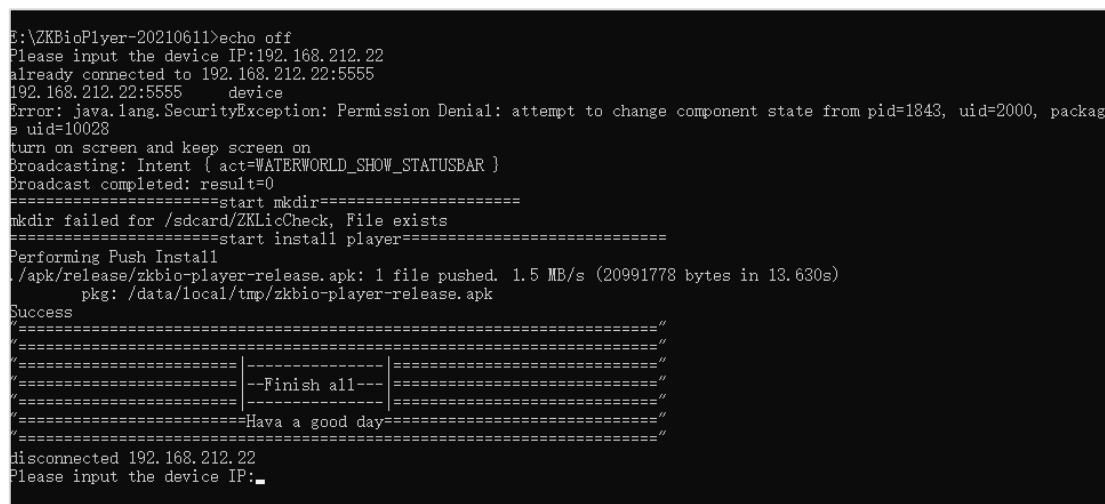 E:\ZKBioPlyer-20210611>echo off
Please input the device IP:192.168.212.22
already connected to 192.168.212.22:5555
192.168.212.22:5555     device
Error: java.lang.SecurityException: Permission Denial: attempt to change component state from pid=1843, uid=2000, packag
e uid=10028
turn on screen and keep screen on
Broadcasting: Intent { act=WATERWORLD_SHOW_STATUSBAR }
Broadcast completed: result=0
=======================start mkdir======================
mkdir failed for /sdcard/ZKLicCheck, File exists
=======================start install player=============================
Performing Push Install
./apk/release/zkbio-player-release.apk: 1 file pushed. 1.5 MB/s (20991778 bytes in 13.630s)
        pkg: /data/local/tmp/zkbio-player-release.apk
Success
"======================================================================"
"======================================================================"
"========================|---------------|============================="
"========================|--Finish all---|============================="
"========================|---------------|============================="
"=========================Hava a good day=============================="
"======================================================================"
disconnected 192.168.212.22
Please input the device IP: